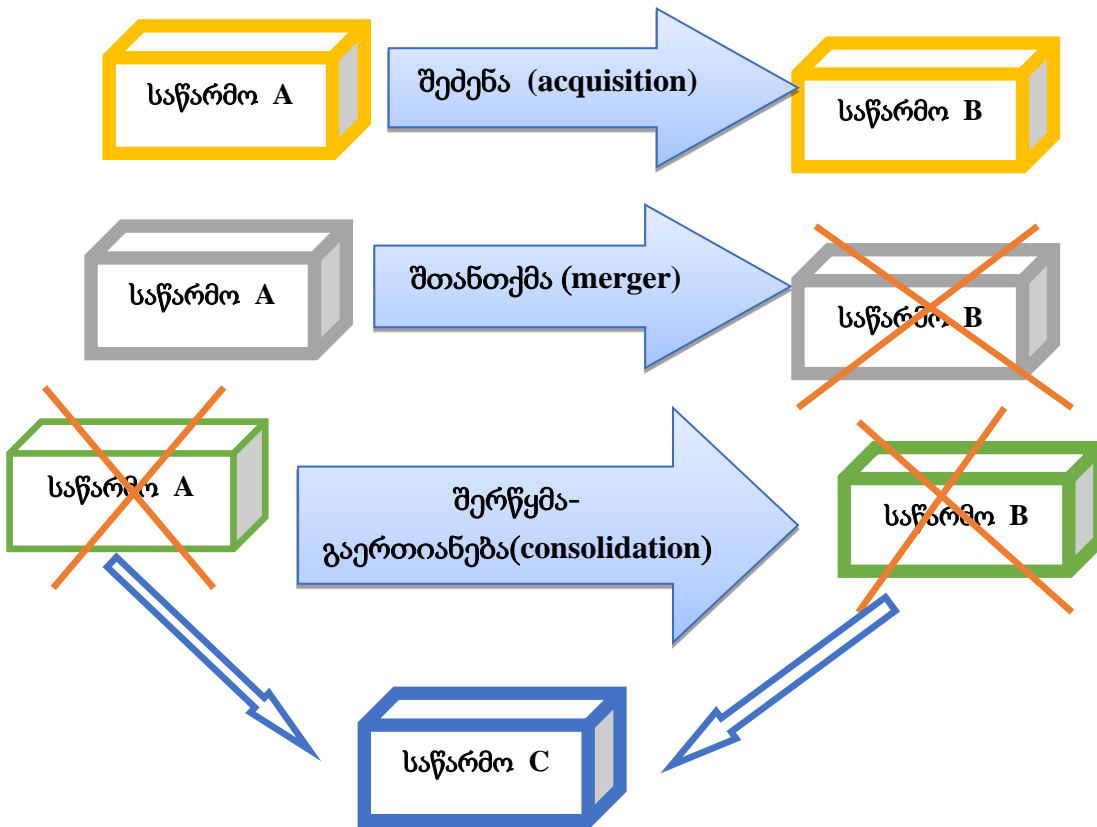 საწარმო A
შეძენა (acquisition)
საწარმო B
საწარმო A
შთანთქმა (merger)
საწარმო B
საწარმო A
შერწყმა-
გაერთიანება(consolidation)
საწარმო B
საწარმო C